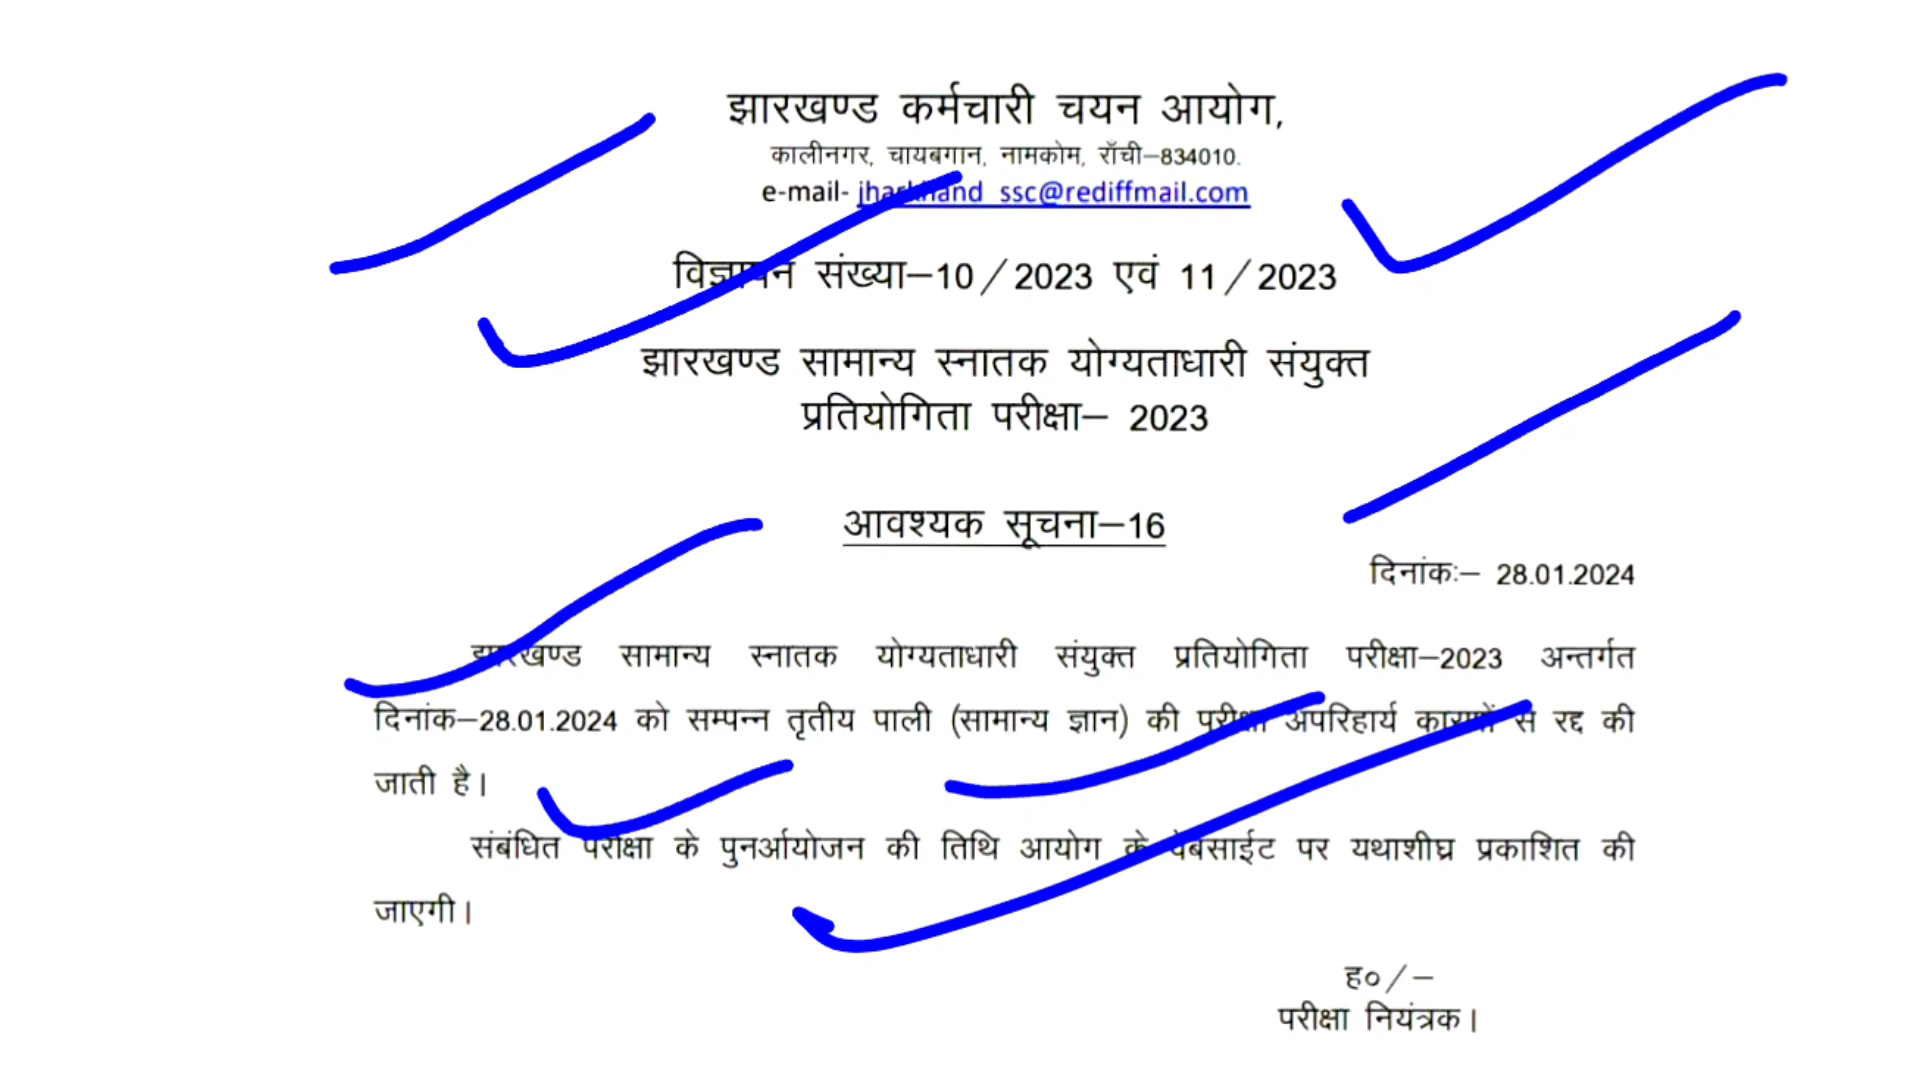 झारखण्ड कर्मचारी चयन आयोग,
कालीनगर, चायबगान, नामकोम, राँची–834010.
e-mail- jharkhand_ssc@rediffmail.com
विज्ञापन संख्या–10/2023 एवं 11/2023
झारखण्ड सामान्य स्नातक योग्यताधारी संयुक्त
प्रतियोगिता परीक्षा– 2023
आवश्यक सूचना–16
दिनांकः– 28.01.2024
झारखण्ड सामान्य स्नातक योग्यताधारी संयुक्त प्रतियोगिता परीक्षा–2023 अन्तर्गत
दिनांक–28.01.2024 को सम्पन्न तृतीय पाली (सामान्य ज्ञान) की परीक्षा अपरिहार्य कारणों से रद्द की
जाती है।
संबंधित परीक्षा के पुनर्आयोजन की तिथि आयोग के वेबसाईट पर यथाशीघ्र प्रकाशित की
जाएगी।
ह०/–
परीक्षा नियंत्रक।